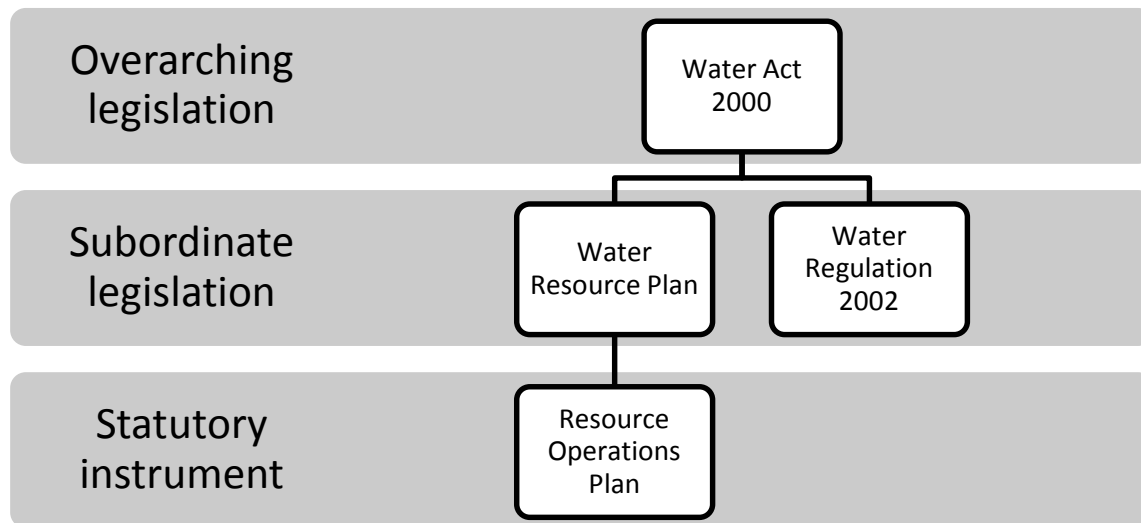 Overarching
legislation
Water Act
2000
Subordinate
legislation
Water
Resource Plan
Water
Regulation
2002
Statutory
instrument
Resource
Operations
Plan